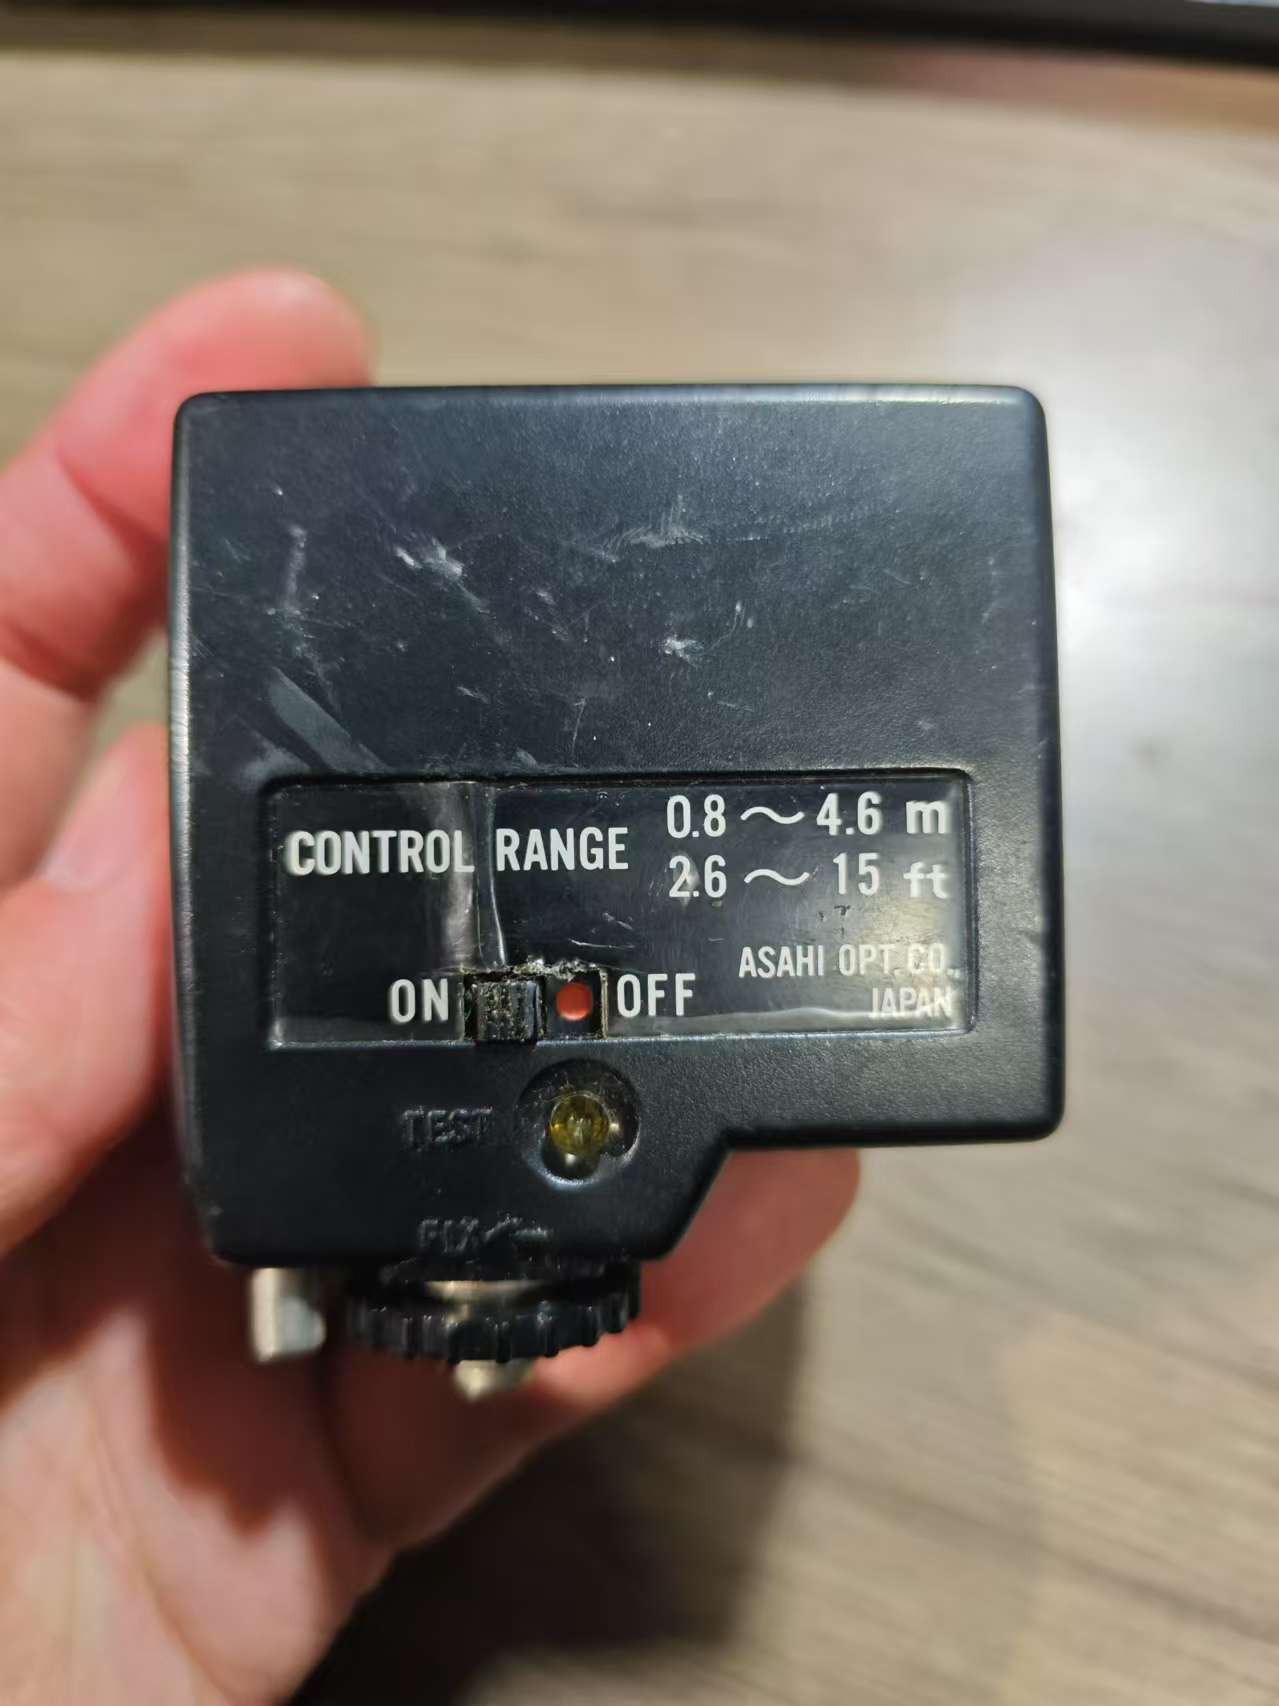 CONTROL RANGE 0.8～4.6 m
2.6～15 ft
ASAHI OPT. CO.,
JAPAN
ON OFF
TEST
FIX